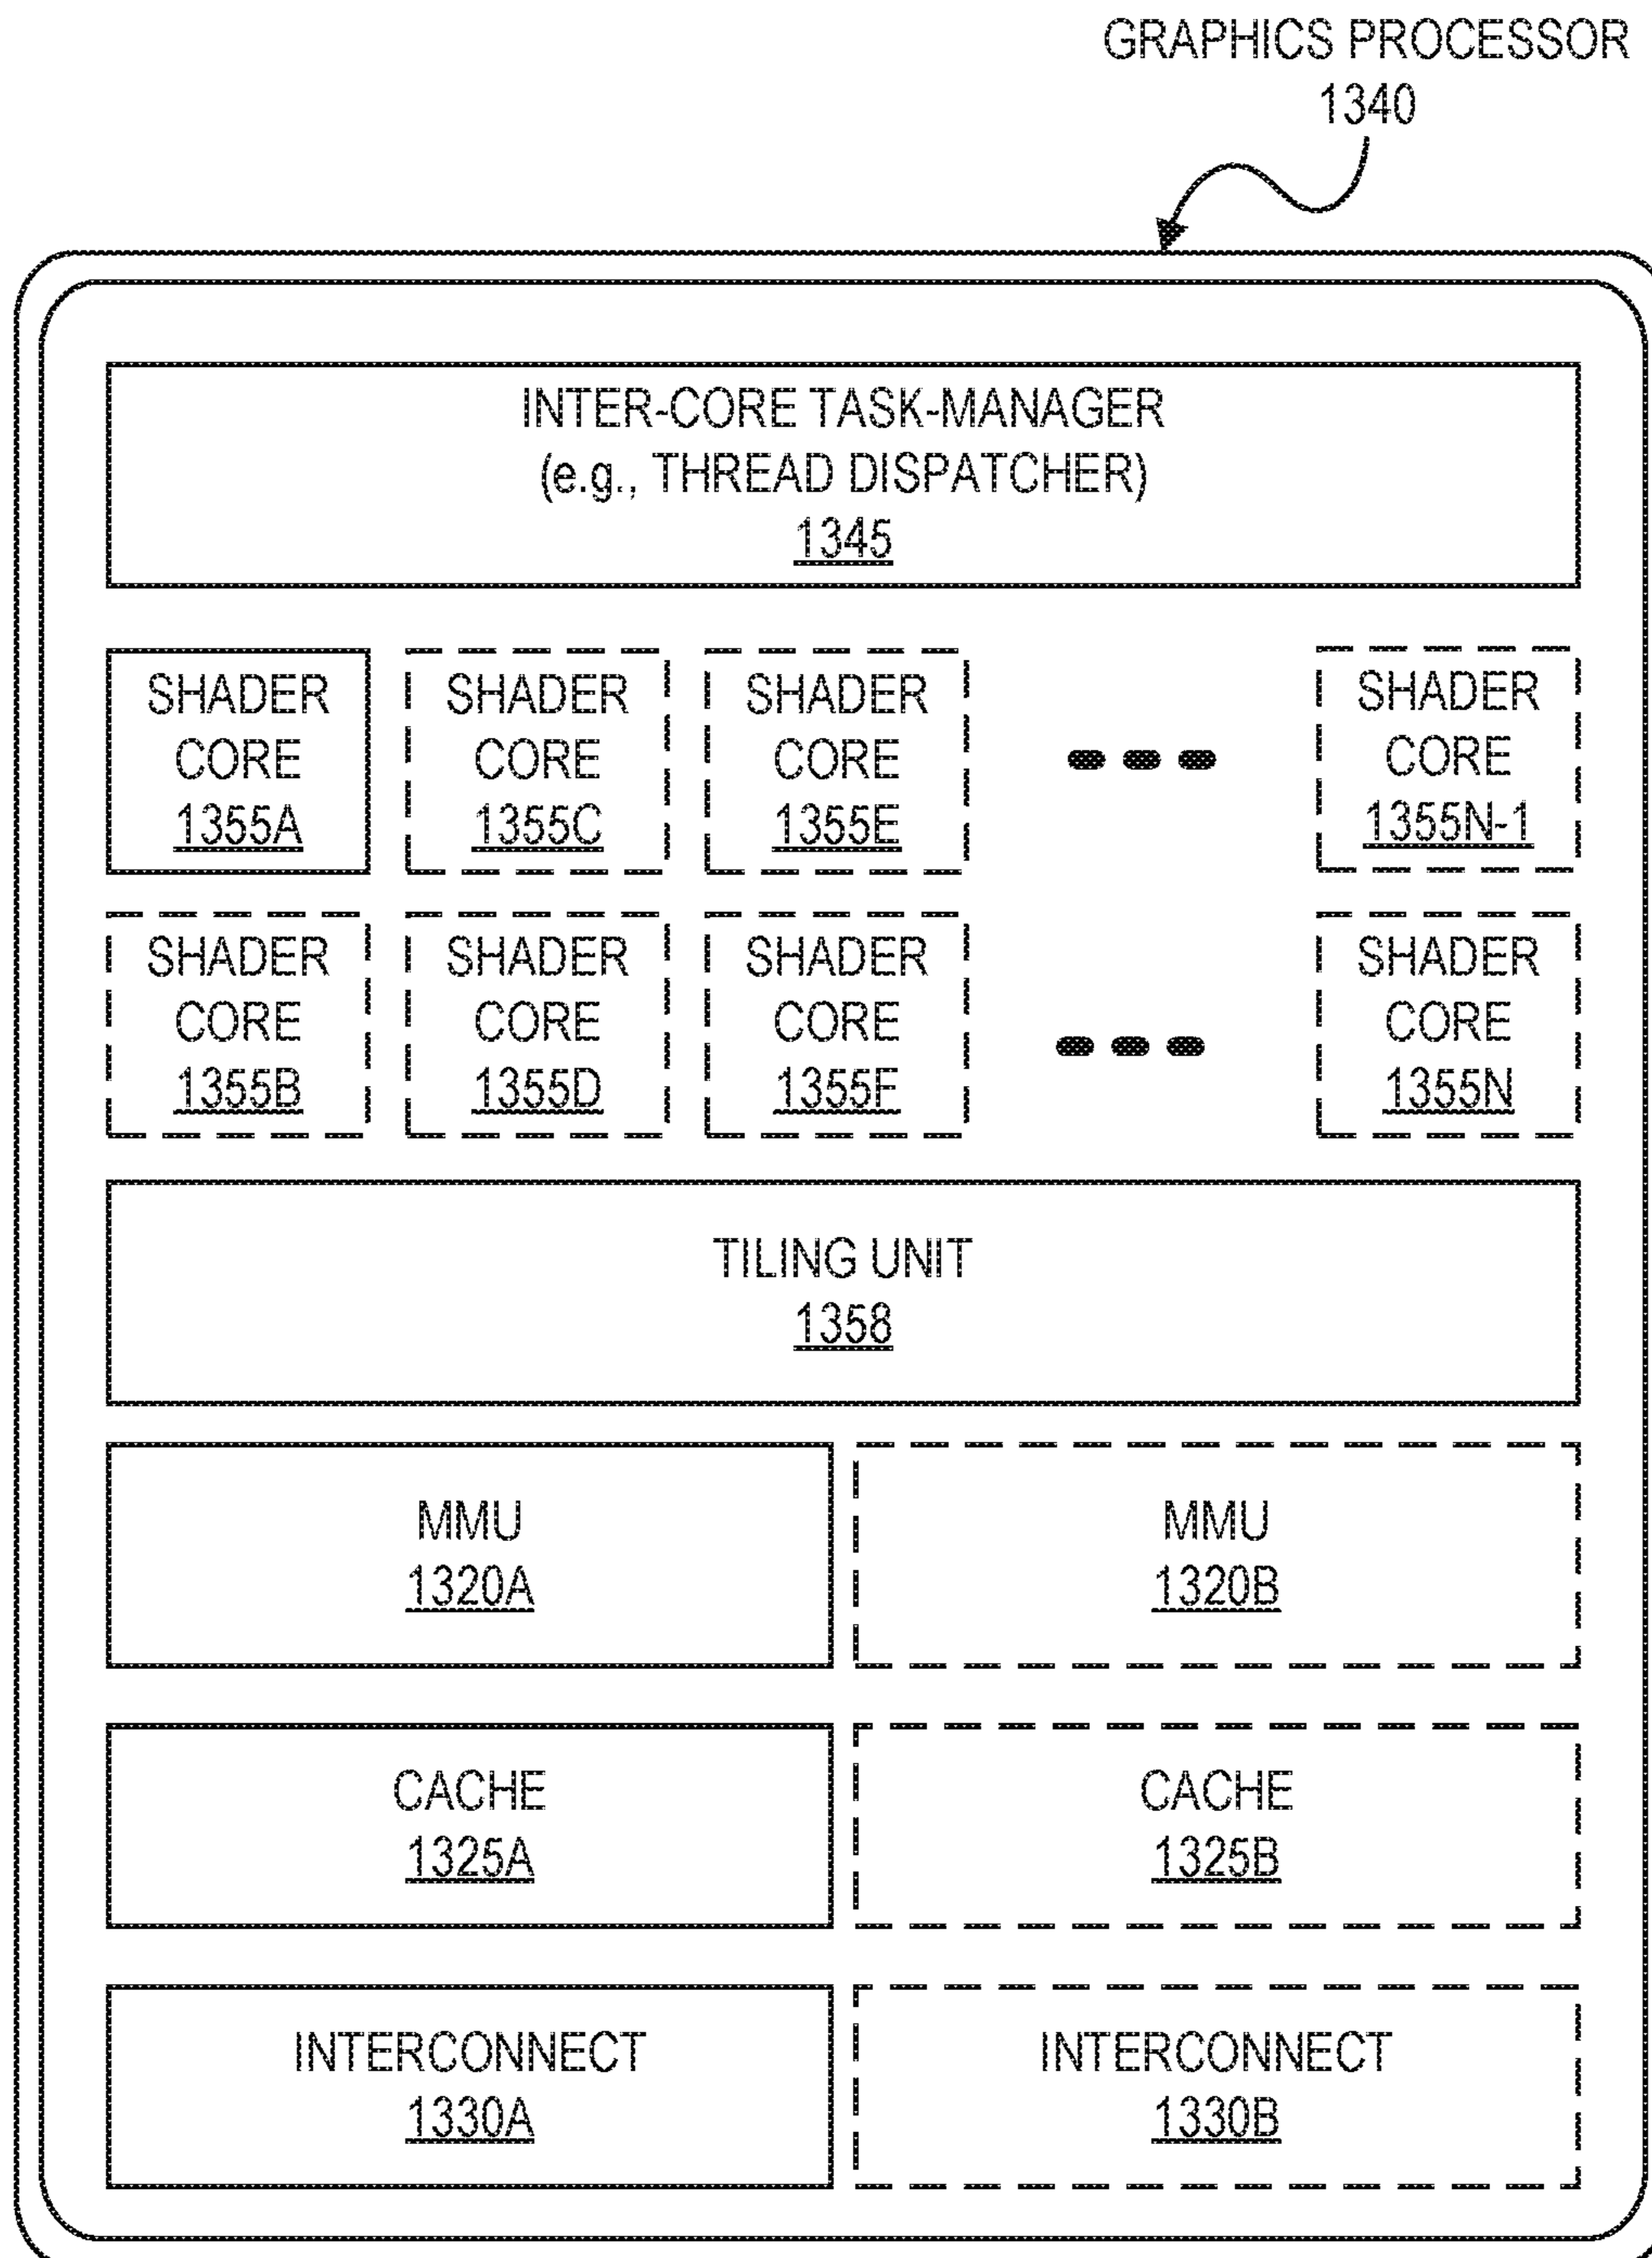 GRAPHICS PROCESSOR
1340
INTER-CORE TASK-MANAGER
(e.g., THREAD DISPATCHER)
1345
SHADER
CORE
1355A
SHADER
CORE
1355C
SHADER
CORE
1355E
SHADER
CORE
1355N-1
SHADER
CORE
1355B
SHADER
CORE
1355D
SHADER
CORE
1355F
SHADER
CORE
1355N
TILING UNIT
1358
MMU
1320A
MMU
1320B
CACHE
1325A
CACHE
1325B
INTERCONNECT
1330A
INTERCONNECT
1330B